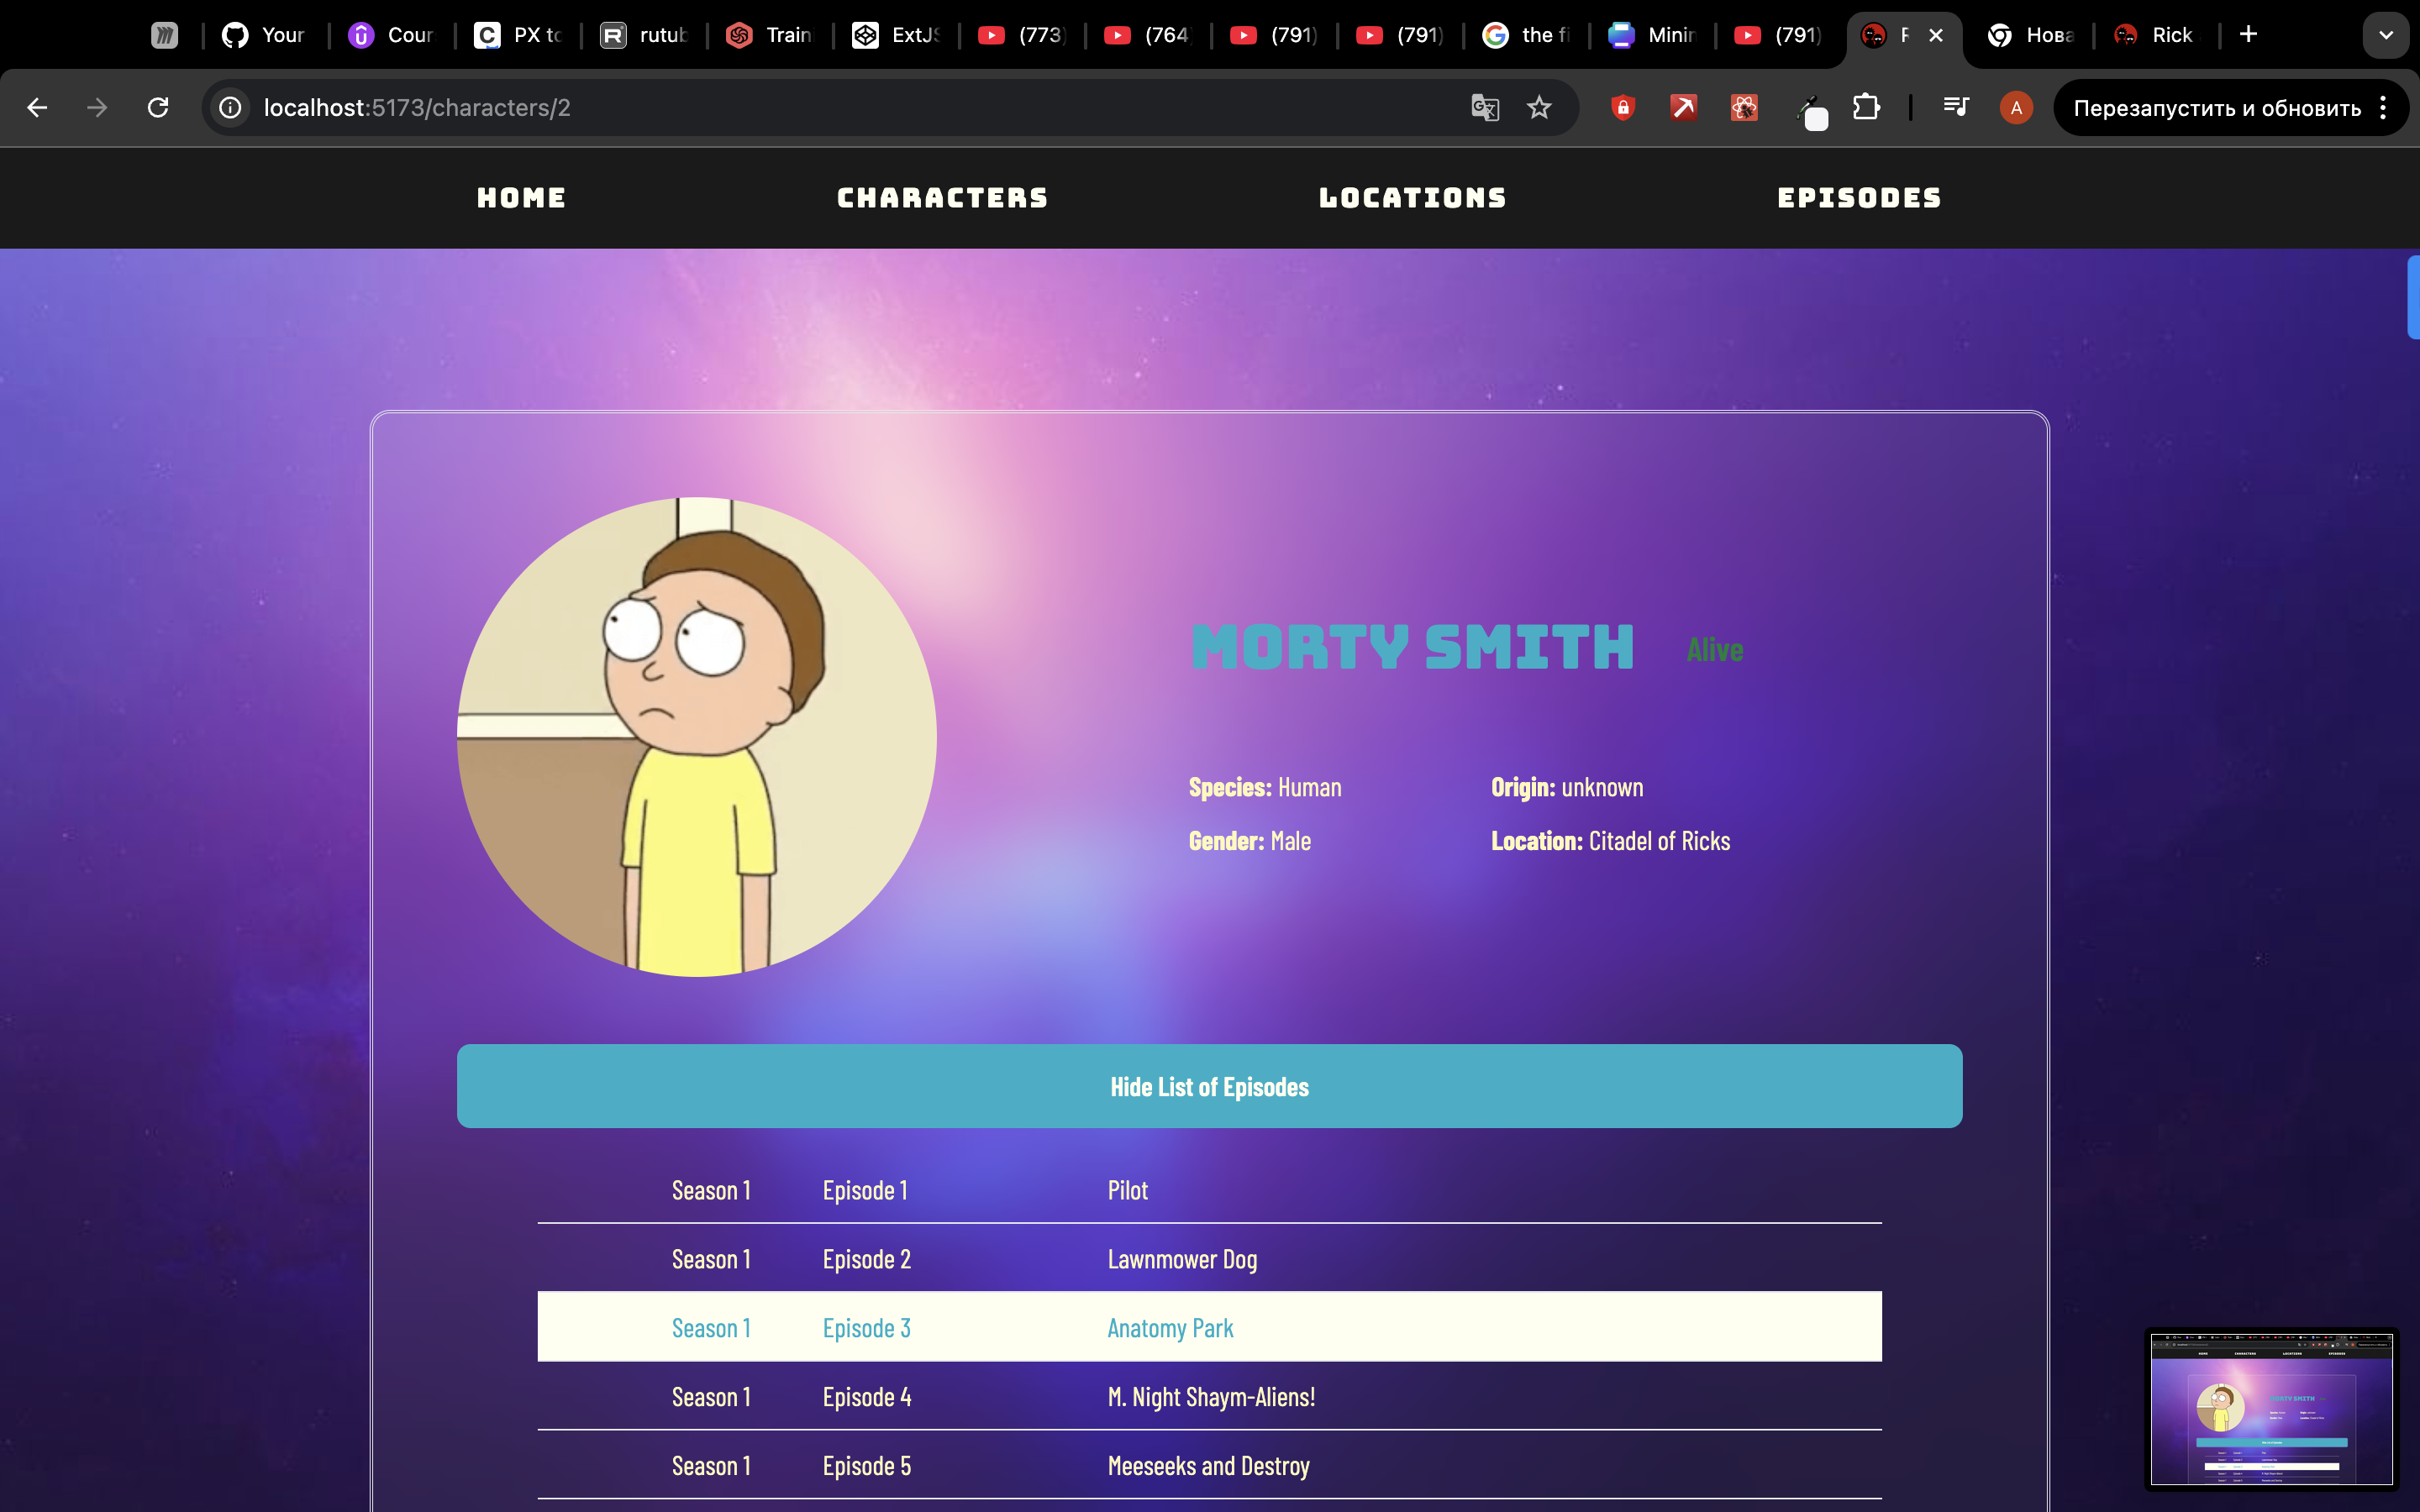 Your Cour PX to rutub Train ExtJS (773) (764 (791) (791) the fi Minin (791) Нова Rick
localhost:5173/characters/2 A Перезапустить и обновить
HOME CHARACTERS LOCATIONS EPISODES
MORTY SMITH Alive
Species: Human Origin: unknown
Gender: Male Location: Citadel of Ricks
Hide List of Episodes
Season 1 Episode 1 Pilot
Season 1 Episode 2 Lawnmower Dog
Season 1 Episode 3 Anatomy Park
Season 1 Episode 4 M. Night Shaym-Aliens!
Season 1 Episode 5 Meeseeks and Destroy